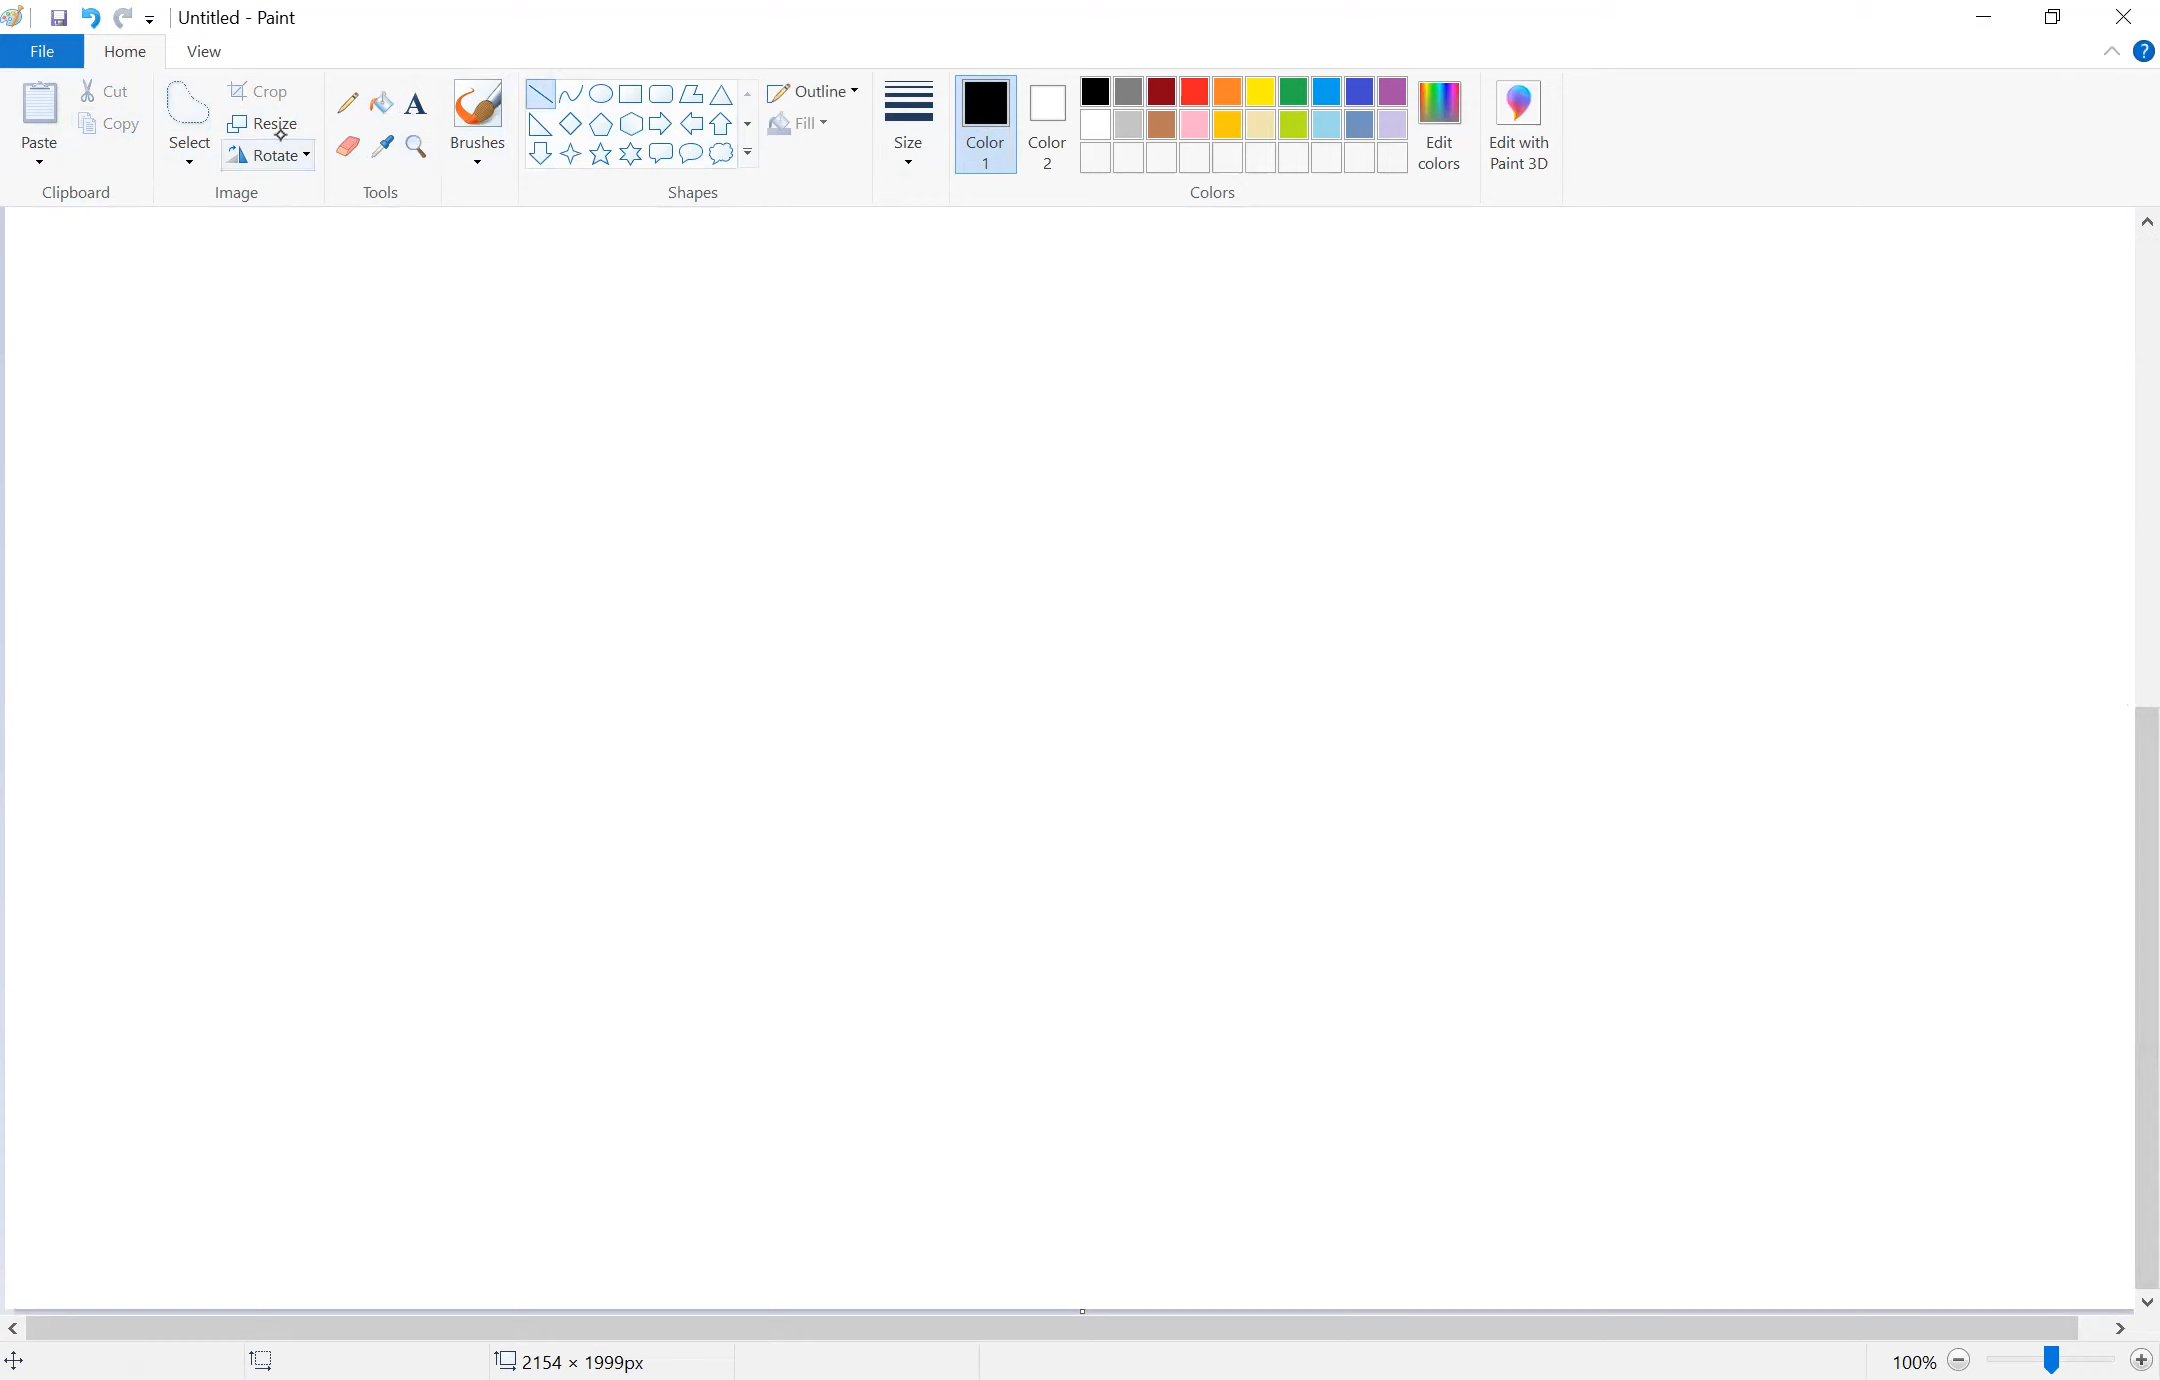 Untitled - Paint
File Home View ?
Paste Cut Copy Clipboard
Select Crop Resize Rotate Image
A Tools
Brushes
Outline Fill Shapes
Size
Color 1 Color 2 Edit colors Colors
Edit with Paint 3D
2154 × 1999px 100%